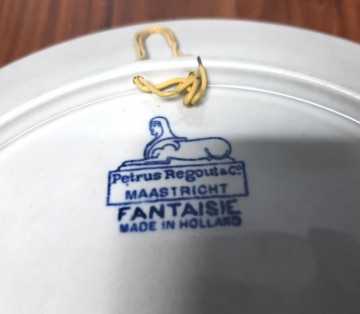 Petrus Regout & Co.
MAASTRICHT
FANTAISIE
MADE IN HOLLAND